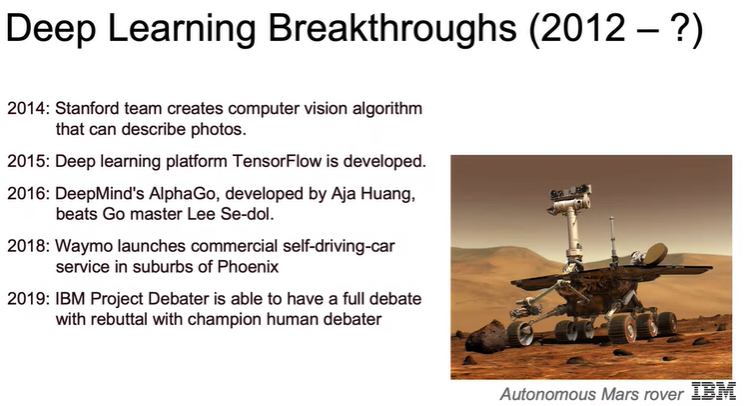 Deep Learning Breakthroughs (2012 – ?)
2014: Stanford team creates computer vision algorithm
that can describe photos.
2015: Deep learning platform TensorFlow is developed.
2016: DeepMind's AlphaGo, developed by Aja Huang,
beats Go master Lee Se-dol.
2018: Waymo launches commercial self-driving-car
service in suburbs of Phoenix
2019: IBM Project Debater is able to have a full debate
with rebuttal with champion human debater
Autonomous Mars rover IBM